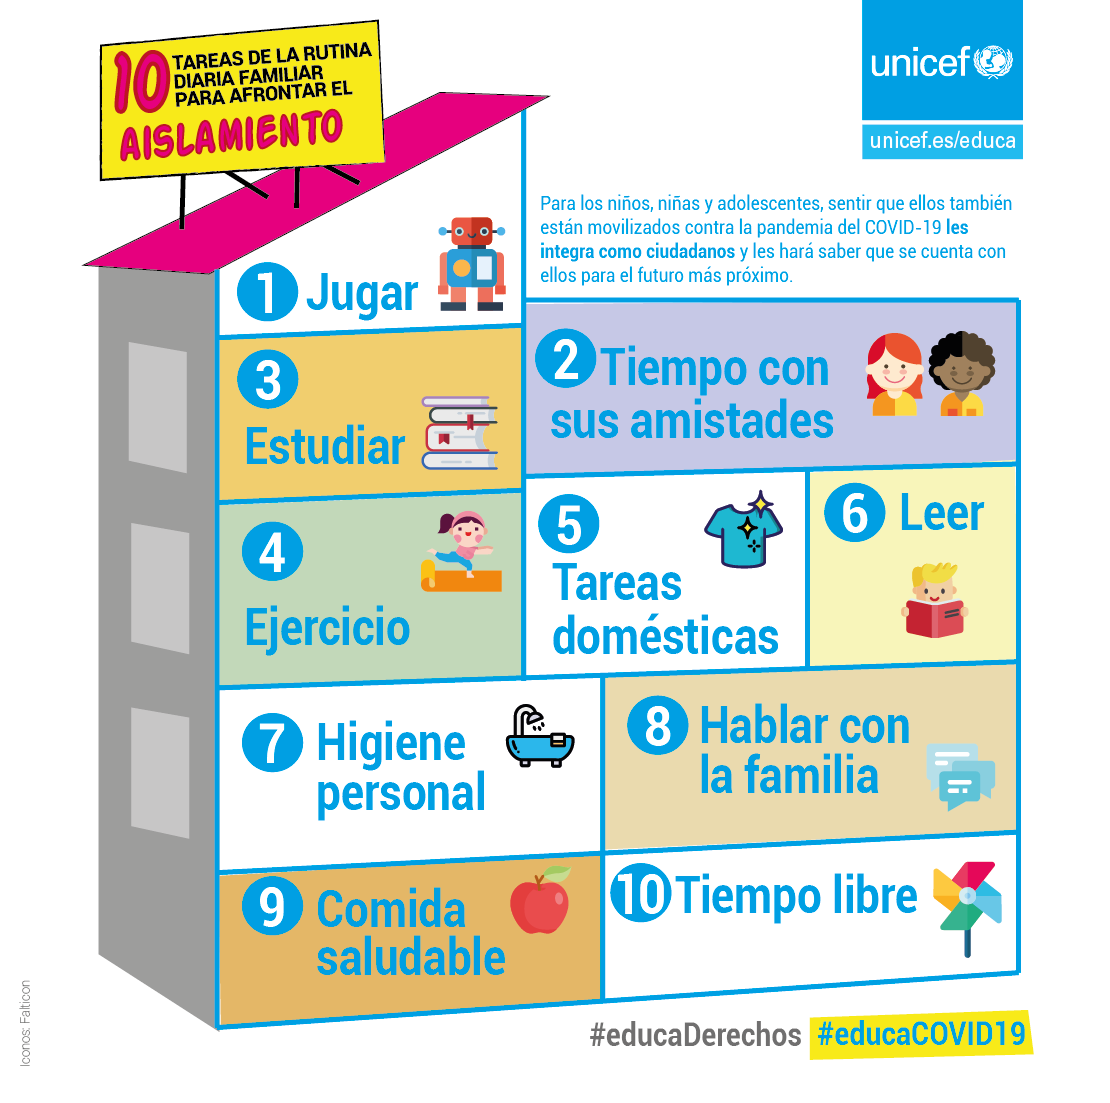 10 TAREAS DE LA RUTINA
DIARIA FAMILIAR
PARA AFRONTAR EL
AISLAMIENTO
unicef
unicef.es/educa
Para los niños, niñas y adolescentes, sentir que ellos también
están movilizados contra la pandemia del COVID-19 les
integra como ciudadanos y les hará saber que se cuenta con
ellos para el futuro más próximo.
1 Jugar
2 Tiempo con
sus amistades
3
Estudiar
4
Ejercicio
5
Tareas
domésticas
6 Leer
7 Higiene
personal
8 Hablar con
la familia
9 Comida
saludable
10 Tiempo libre
#educaDerechos #educaCOVID19
Iconos: Falticon